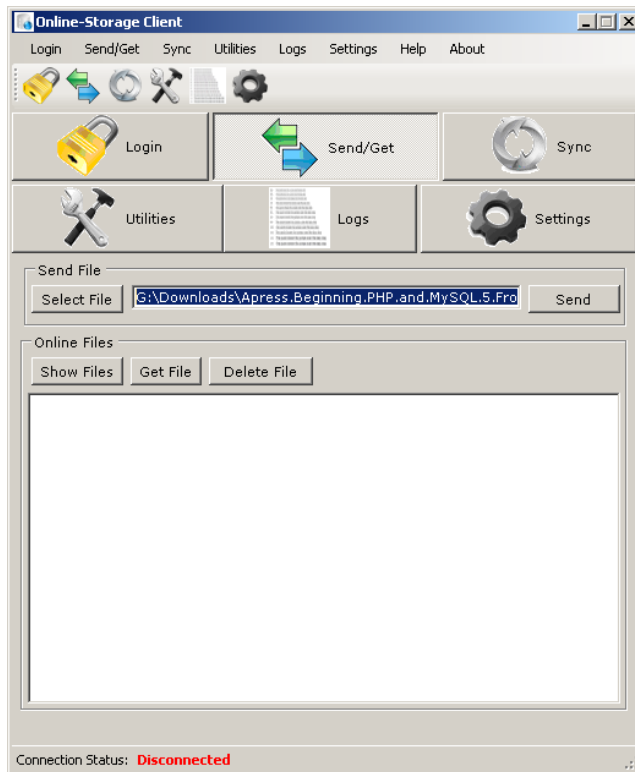 Online-Storage Client
Login Send/Get Sync Utilities Logs Settings Help About
Login Send/Get Sync
Utilities Logs Settings
Send File
Select File G:\Downloads\Apress.Beginning.PHP.and.MySQL.5.Fro Send
Online Files
Show Files Get File Delete File
Connection Status: Disconnected